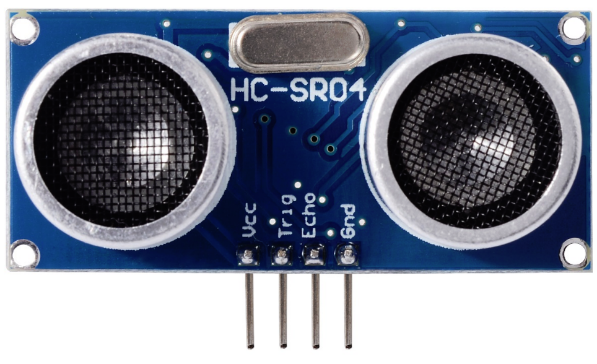 HC-SR04
Vcc
Trig
Echo
Gnd